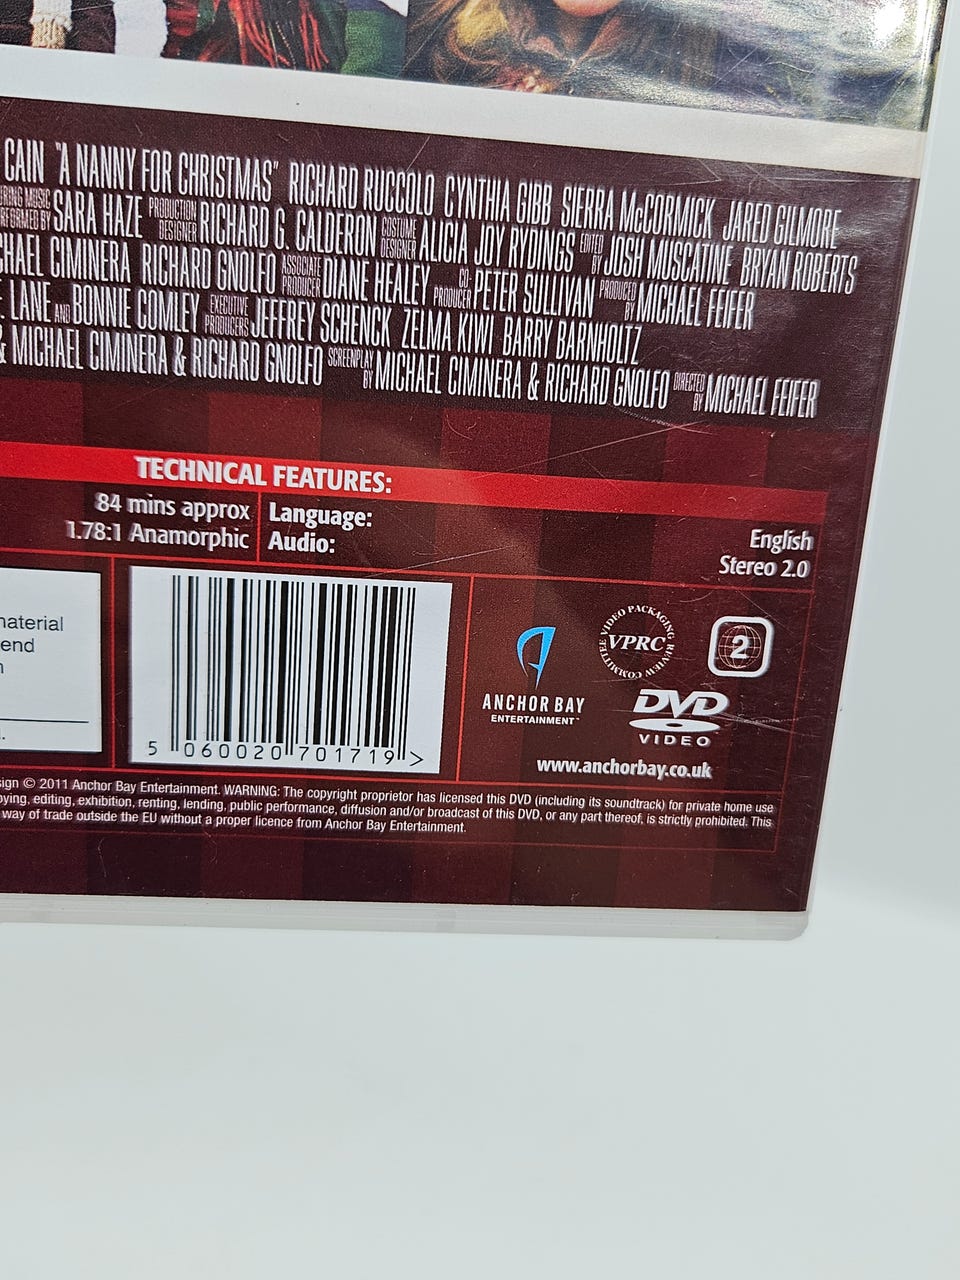 CAIN "A NANNY FOR CHRISTMAS" RICHARD RUCCOLO CYNTHIA GIBB SIERRA McCORMICK JARED GILMORE
MUSIC BY SARA HAZE PRODUCTION DESIGNER RICHARD G. CALDERON COSTUME DESIGNER ALICIA JOY RYDINGS EDITED BY JOSH MUSCATINE BRYAN ROBERTS
CIMINERA RICHARD GNOLFO ASSOCIATE PRODUCER DIANE HEALEY CO-PRODUCER PETER SULLIVAN PRODUCED BY MICHAEL FEIFER
LANE AND BONNIE COMLEY EXECUTIVE PRODUCERS JEFFREY SCHENCK ZELMA KIWI BARRY BARNHOLTZ
& MICHAEL CIMINERA & RICHARD GNOLFO SCREENPLAY BY MICHAEL CIMINERA & RICHARD GNOLFO DIRECTED BY MICHAEL FEIFER
TECHNICAL FEATURES:
84 mins approx
1.78:1 Anamorphic
Language: English
Audio: Stereo 2.0
5 060020 701719 >
ANCHOR BAY
ENTERTAINMENT™
VIDEO PACKAGING REVIEW COMMITTEE
VPRC
2
DVD
VIDEO
www.anchorbay.co.uk
© 2011 Anchor Bay Entertainment. WARNING: The copyright proprietor has licensed this DVD (including its soundtrack) for private home use
editing, exhibition, renting, lending, public performance, diffusion and/or broadcast of this DVD, or any part thereof, is strictly prohibited. This
way of trade outside the EU without a proper licence from Anchor Bay Entertainment.